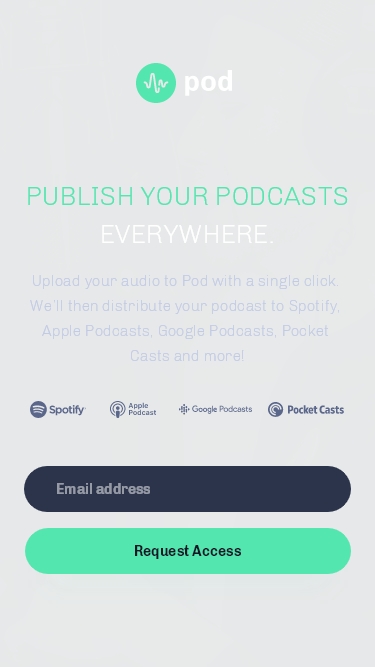 pod
PUBLISH YOUR PODCASTS
EVERYWHERE.
Upload your audio to Pod with a single click.
We'll then distribute your podcast to Spotify,
Apple Podcasts, Google Podcasts, Pocket
Casts and more!
Spotify Apple Podcast Google Podcasts Pocket Casts
Email address
Request Access